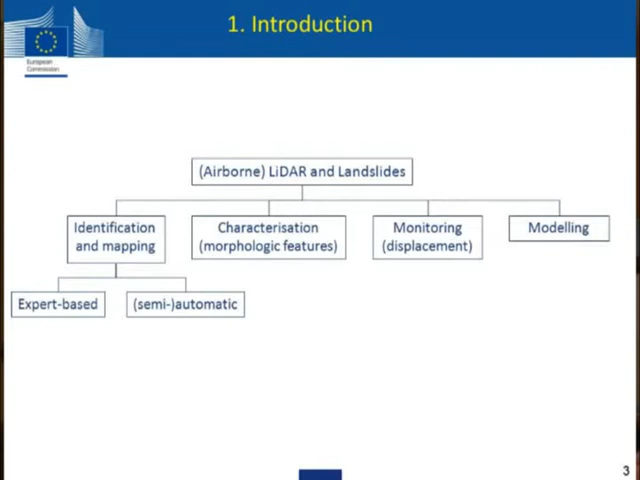 1. Introduction
European
Commission
(Airborne) LiDAR and Landslides
Identification
and mapping
Characterisation
(morphologic features)
Monitoring
(displacement)
Modelling
Expert-based
(semi-)automatic
3